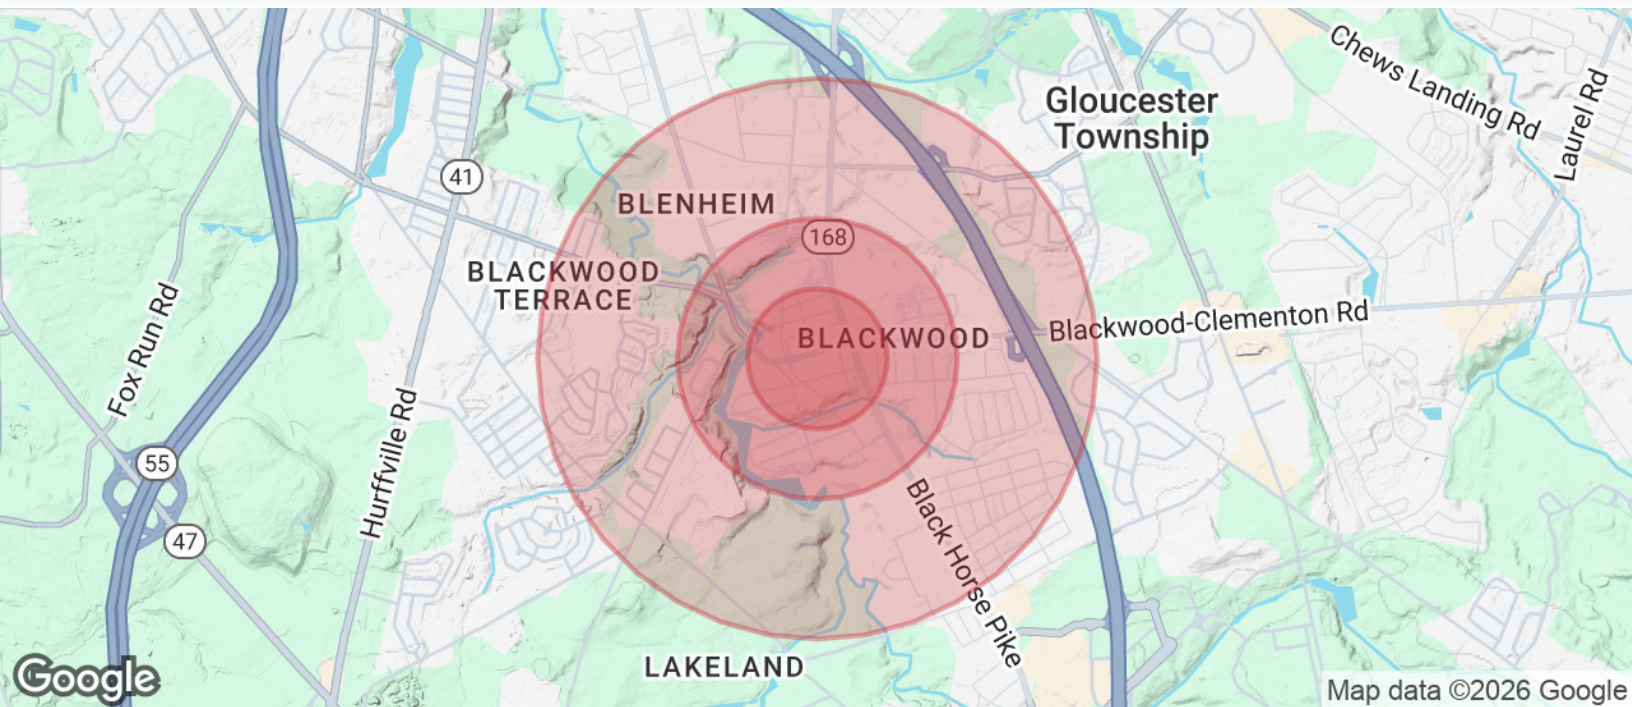 Chews Landing Rd
Laurel Rd
Gloucester
Township
41
BLENHEIM
168
BLACKWOOD
TERRACE
Fox Run Rd
BLACKWOOD
Blackwood-Clementon Rd
Hurffville Rd
55
47
Black Horse Pike
LAKELAND
Google
Map data ©2026 Google